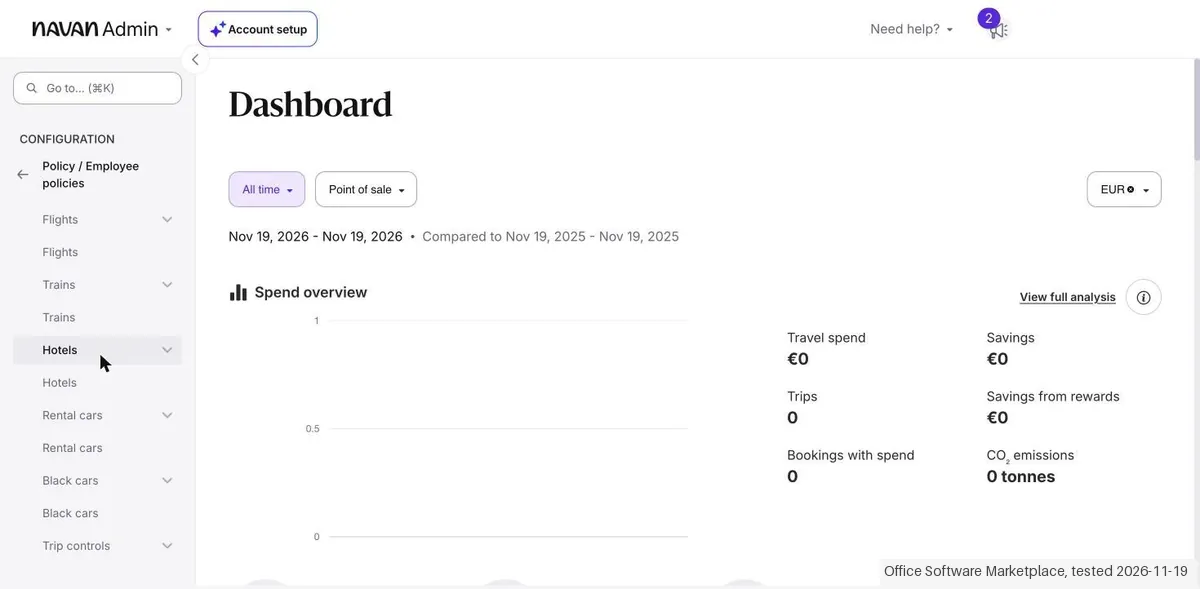 NAVAN Admin
Account setup
Need help?
2
Go to... (⌘K)
CONFIGURATION
Policy / Employee
policies
Flights
Flights
Trains
Trains
Hotels
Hotels
Rental cars
Rental cars
Black cars
Black cars
Trip controls
Dashboard
All time
Point of sale
EUR
Nov 19, 2026 - Nov 19, 2026 • Compared to Nov 19, 2025 - Nov 19, 2025
Spend overview
View full analysis
1
0.5
0
Travel spend
€0
Savings
€0
Trips
0
Savings from rewards
€0
Bookings with spend
0
CO2 emissions
0 tonnes
Office Software Marketplace, tested 2026-11-19